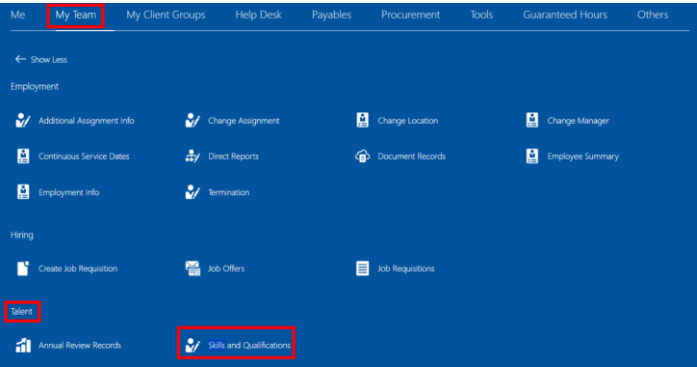 Me My Team My Client Groups Help Desk Payables Procurement Tools Guaranteed Hours Others
Show Less
Employment
Additional Assignment Info Change Assignment Change Location Change Manager
Continuous Service Dates Direct Reports Document Records Employee Summary
Employment Info Termination
Hiring
Create Job Requisition Job Offers Job Requisitions
Talent
Annual Review Records Skills and Qualifications